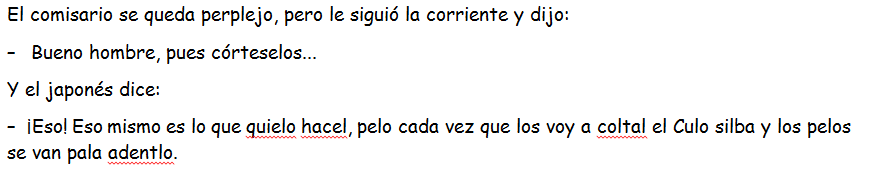 El comisario se queda perplejo, pero le siguió la corriente y dijo:
– Bueno hombre, pues córteselos...
Y el japonés dice:
– ¡Eso! Eso mismo es lo que quielo hacel, pelo cada vez que los voy a coltal el Culo silba y los pelos
se van pala adentlo.